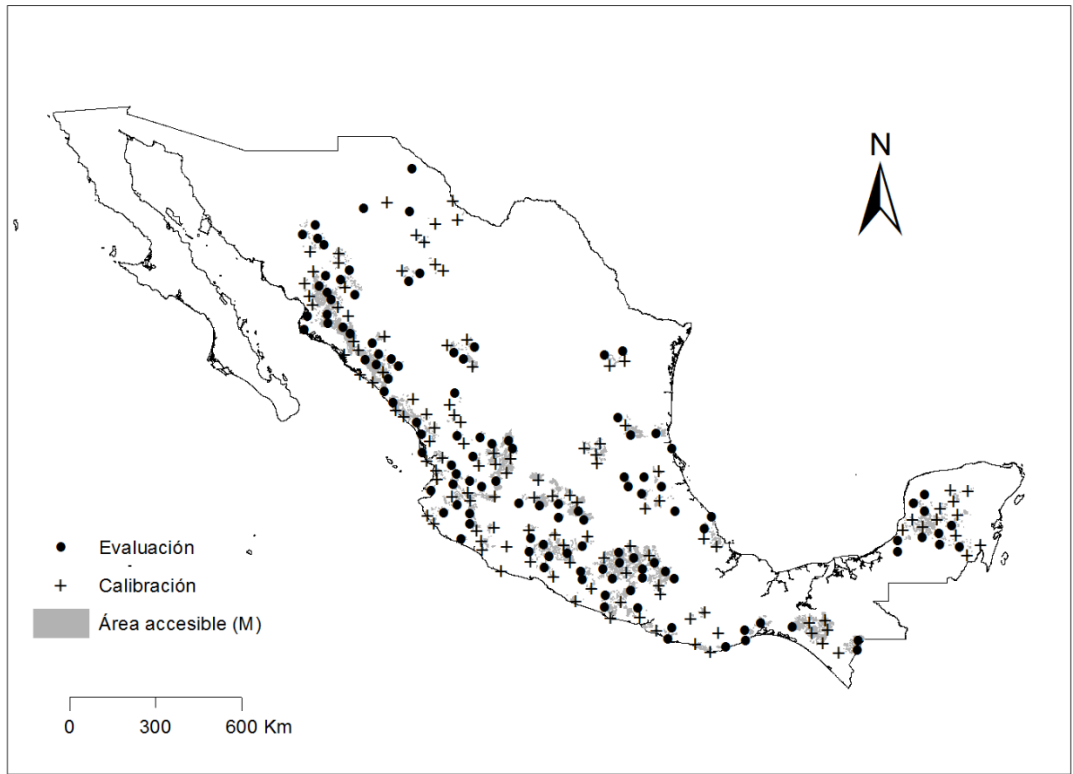 N
Evaluación
Calibración
Área accesible (M)
0 300 600 Km